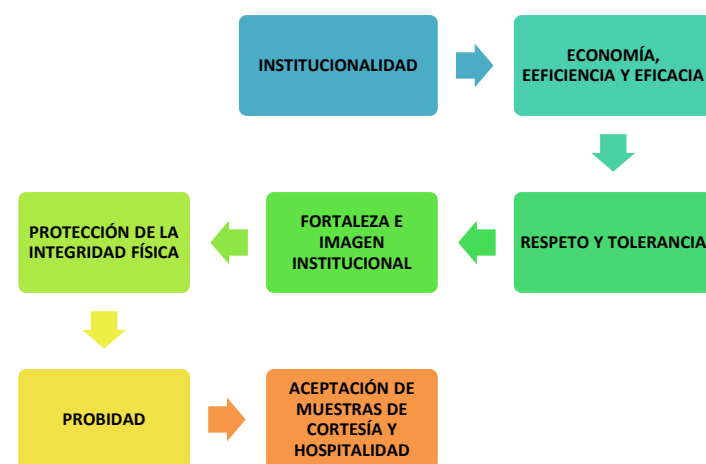 INSTITUCIONALIDAD
ECONOMÍA,
EEFICIENCIA Y EFICACIA
RESPETO Y TOLERANCIA
FORTALEZA E
IMAGEN
INSTITUCIONAL
PROTECCIÓN DE LA
INTEGRIDAD FÍSICA
PROBIDAD
ACEPTACIÓN DE
MUESTRAS DE
CORTESÍA Y
HOSPITALIDAD